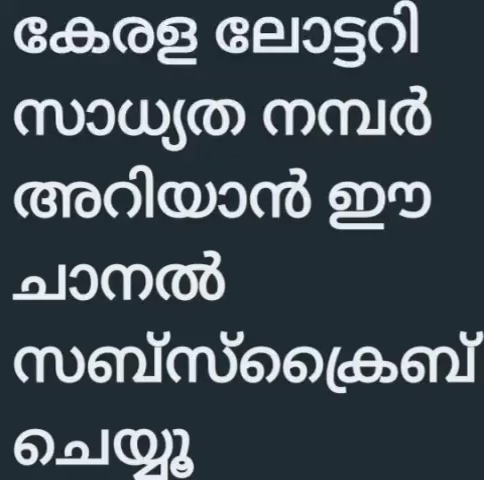 കേരള ലോട്ടറി
സാധ്യത നമ്പർ
അറിയാൻ ഈ
ചാനൽ
സബ്സ്ക്രൈബ്
ചെയ്യൂ